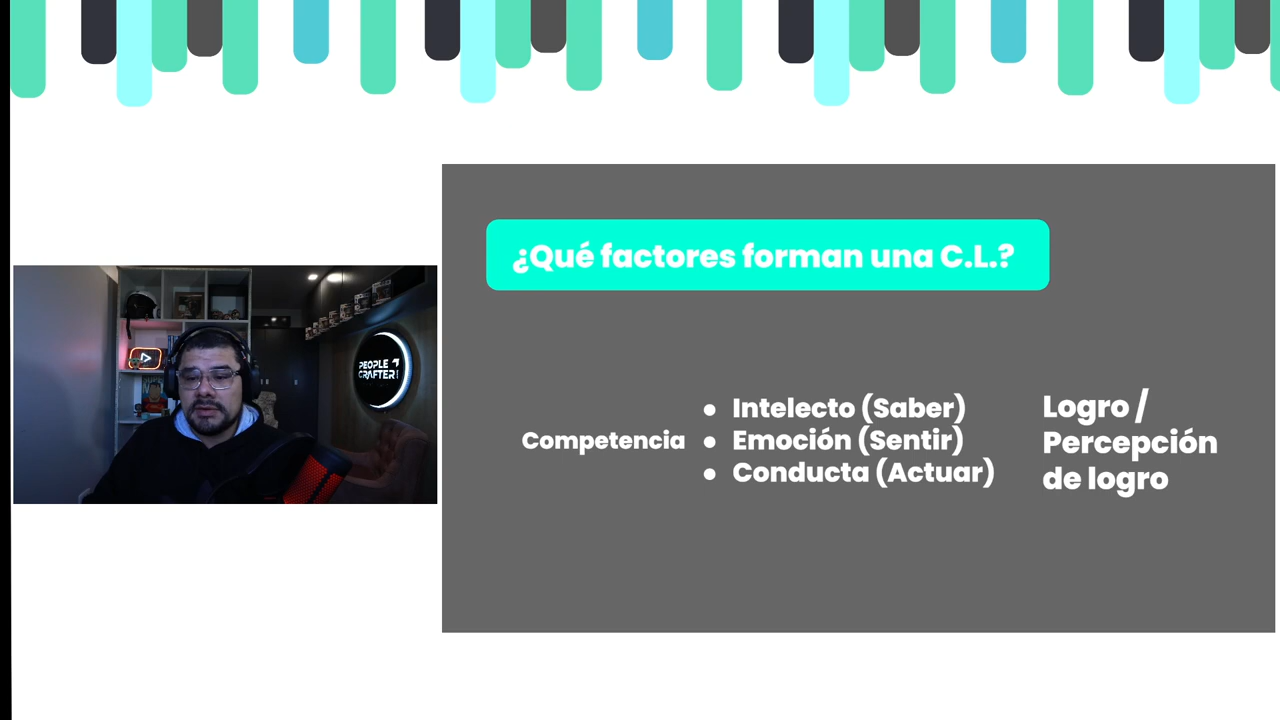 ¿Qué factores forman una C.L.?
PEOPLE
CRAFTER
Competencia
● Intelecto (Saber)
● Emoción (Sentir)
● Conducta (Actuar)
Logro /
Percepción
de logro